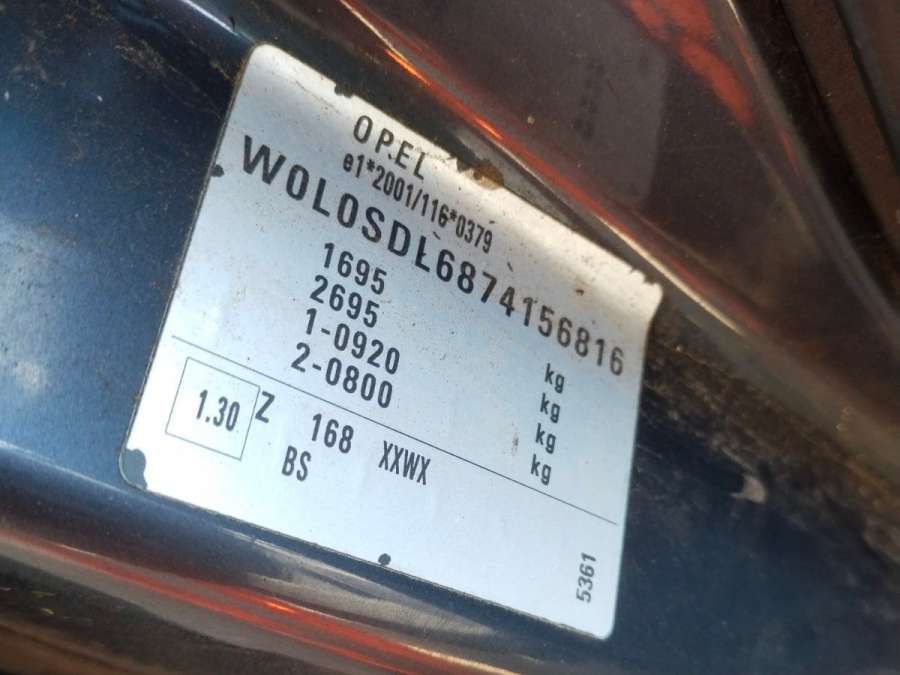 OPEL
e1*2001/116*0379
W0L0SDL6874156816
1695 kg
2695 kg
1-0920 kg
2-0800 kg
1.30 Z 168 XXWX
BS
5361